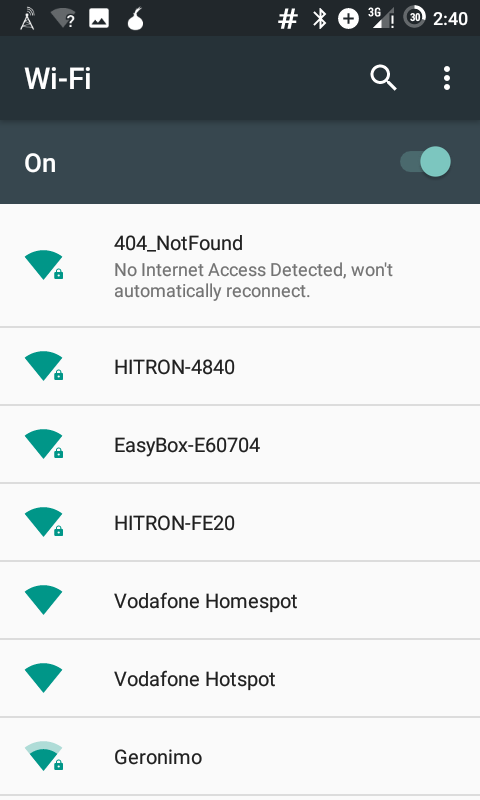 # 3G ! 30 2:40
Wi-Fi
On
404_NotFound
No Internet Access Detected, won't
automatically reconnect.
HITRON-4840
EasyBox-E60704
HITRON-FE20
Vodafone Homespot
Vodafone Hotspot
Geronimo